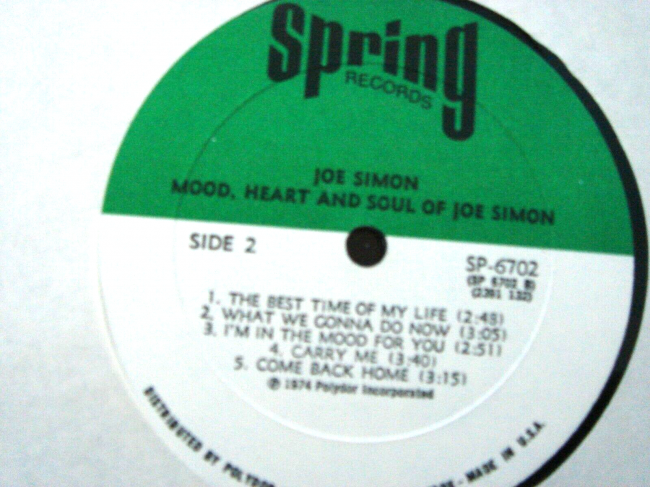 Spring
RECORDS
JOE SIMON
MOOD, HEART AND SOUL OF JOE SIMON
SIDE 2
SP-6702
(SP 6702 B)
(2391 132)
1. THE BEST TIME OF MY LIFE (2:48)
2. WHAT WE GONNA DO NOW (3:05)
3. I'M IN THE MOOD FOR YOU (2:51)
4. CARRY ME (3:40)
5. COME BACK HOME (3:15)
℗ 1974 Polydor Incorporated
DISTRIBUTED BY POLYDOR - MADE IN U.S.A.